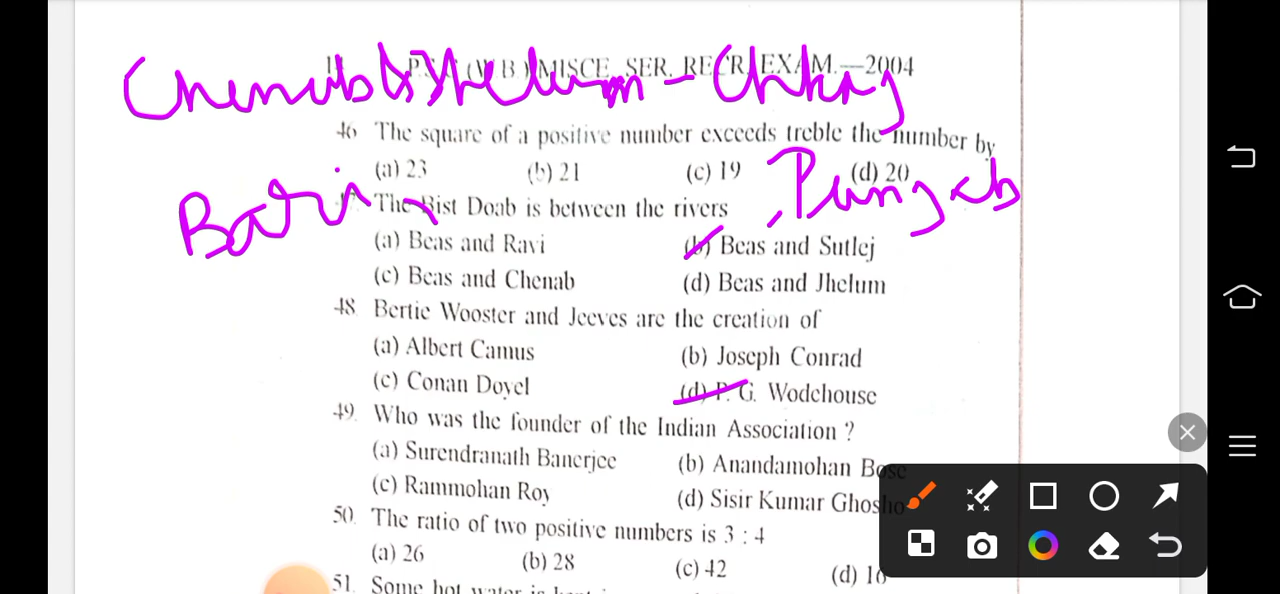 P.S.C. (W.B.) MISCE. SER. RECR. EXAM.—2004
Chenub & Jhelum - Chhaj
46 The square of a positive number exceeds treble the number by
(a) 23 (b) 21 (c) 19 (d) 20
Bari , Punjab
The Bist Doab is between the rivers
(a) Beas and Ravi (b) Beas and Sutlej
(c) Beas and Chenab (d) Beas and Jhelum
48. Bertie Wooster and Jeeves are the creation of
(a) Albert Camus (b) Joseph Conrad
(c) Conan Doyel (d) P. G. Wodehouse
49. Who was the founder of the Indian Association ?
(a) Surendranath Banerjee (b) Anandamohan Bose
(c) Rammohan Roy (d) Sisir Kumar Ghosh
50. The ratio of two positive numbers is 3 : 4
(a) 26 (b) 28 (c) 42 (d) 16
51. Some hot water is